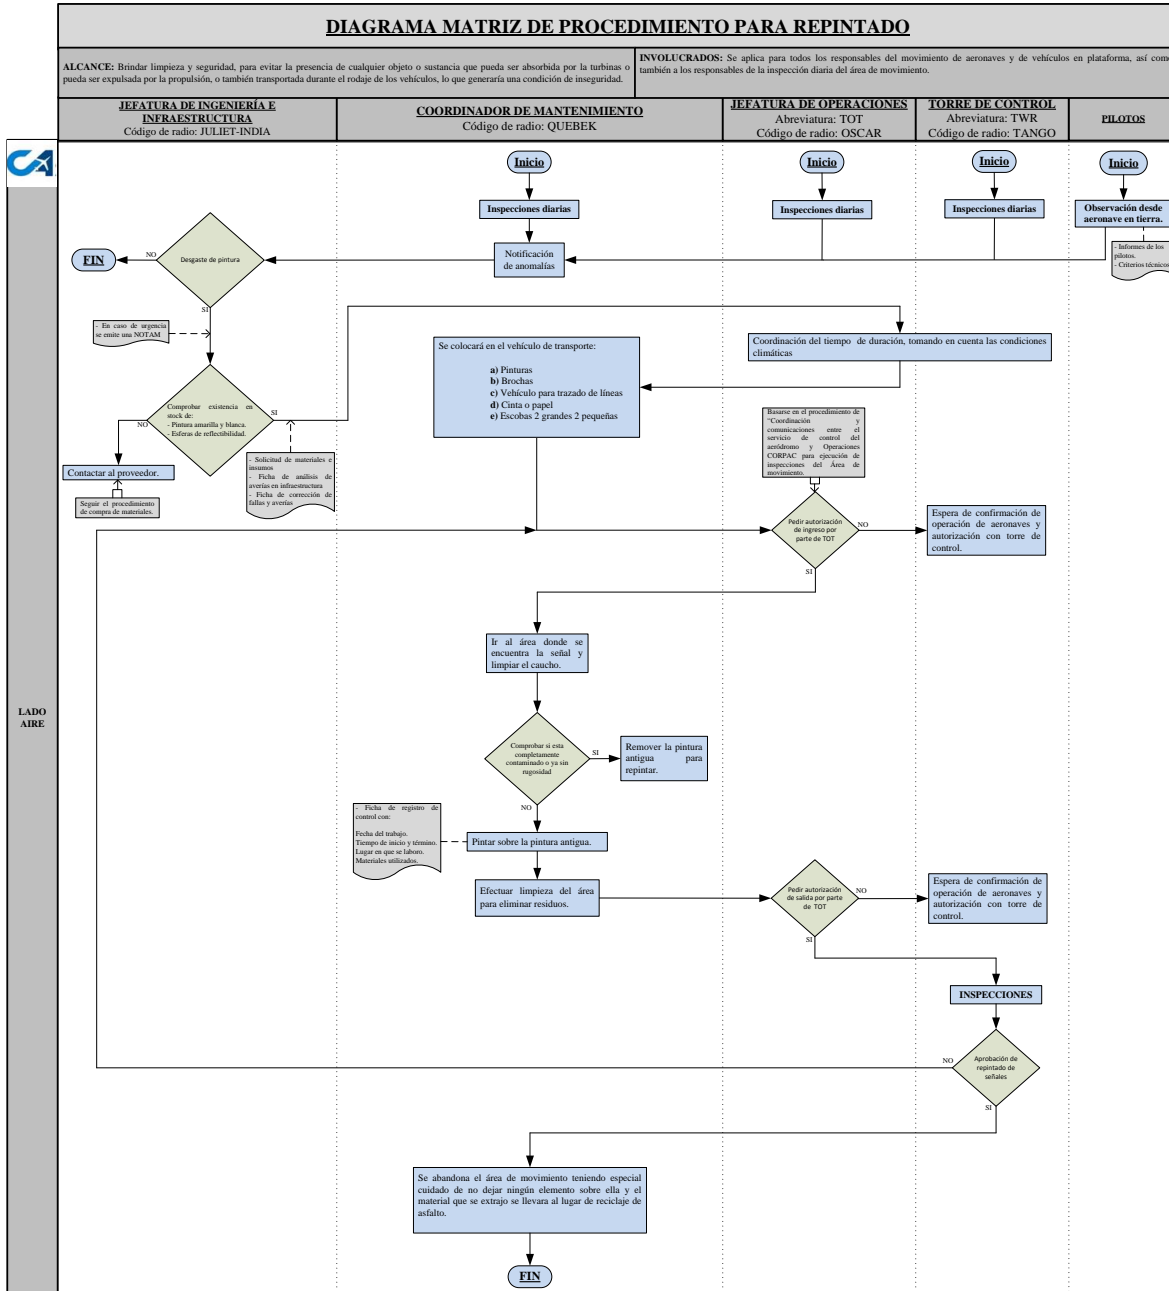 DIAGRAMA MATRIZ DE PROCEDIMIENTO PARA REPINTADO
ALCANCE: Brindar limpieza y seguridad, para evitar la presencia de cualquier objeto o sustancia que pueda ser absorbida por la turbinas o
pueda ser expulsada por la propulsión, o también transportada durante el rodaje de los vehículos, lo que generaría una condición de inseguridad.
INVOLUCRADOS: Se aplica para todos los responsables del movimiento de aeronaves y de vehículos en plataforma, así como
también a los responsables de la inspección diaria del área de movimiento.
JEFATURA DE INGENIERÍA E
INFRAESTRUCTURA
Código de radio: JULIET-INDIA
COORDINADOR DE MANTENIMIENTO
Código de radio: QUEBEK
JEFATURA DE OPERACIONES
Abreviatura: TOT
Código de radio: OSCAR
TORRE DE CONTROL
Abreviatura: TWR
Código de radio: TANGO
PILOTOS
CA
LADO
AIRE
Inicio
Inicio
Inicio
Inicio
Inspecciones diarias
Inspecciones diarias
Inspecciones diarias
Observación desde
aeronave en tierra.
- Informes de los
pilotos.
- Criterios técnicos
Notificación
de anomalías
Desgaste de pintura
NO
FIN
SI
- En caso de urgencia
se emite una NOTAM
Comprobar existencia en
stock de:
- Pintura amarilla y blanca.
- Esferas de reflectibilidad.
NO
SI
Contactar al proveedor.
Seguir el procedimiento
de compra de materiales.
- Solicitud de materiales e
insumos
- Ficha de análisis de
averías en infraestructura
- Ficha de corrección de
fallas y averías
Coordinación del tiempo de duración, tomando en cuenta las condiciones
climáticas
Se colocará en el vehículo de transporte:
a) Pinturas
b) Brochas
c) Vehículo para trazado de líneas
d) Cinta o papel
e) Escobas 2 grandes 2 pequeñas
Basarse en el procedimiento de
"Coordinación y
comunicaciones entre el
servicio de control del
aeródromo y Operaciones
CORPAC para ejecución de
inspecciones del Área de
movimiento.
Pedir autorización
de ingreso por
parte de TOT
NO
SI
Espera de confirmación de
operación de aeronaves y
autorización con torre de
control.
Ir al área donde se
encuentra la señal y
limpiar el caucho.
Comprobar si esta
completamente
contaminado o ya sin
rugosidad
SI
NO
Remover la pintura
antigua para
repintar.
- Ficha de registro de
control con:
Fecha del trabajo.
Tiempo de inicio y término.
Lugar en que se laboro.
Materiales utilizados.
Pintar sobre la pintura antigua.
Efectuar limpieza del área
para eliminar residuos.
Pedir autorización
de salida por parte
de TOT
NO
SI
Espera de confirmación de
operación de aeronaves y
autorización con torre de
control.
INSPECCIONES
Aprobación de
repintado de
señales
NO
SI
Se abandona el área de movimiento teniendo especial
cuidado de no dejar ningún elemento sobre ella y el
material que se extrajo se llevara al lugar de reciclaje de
asfalto.
FIN